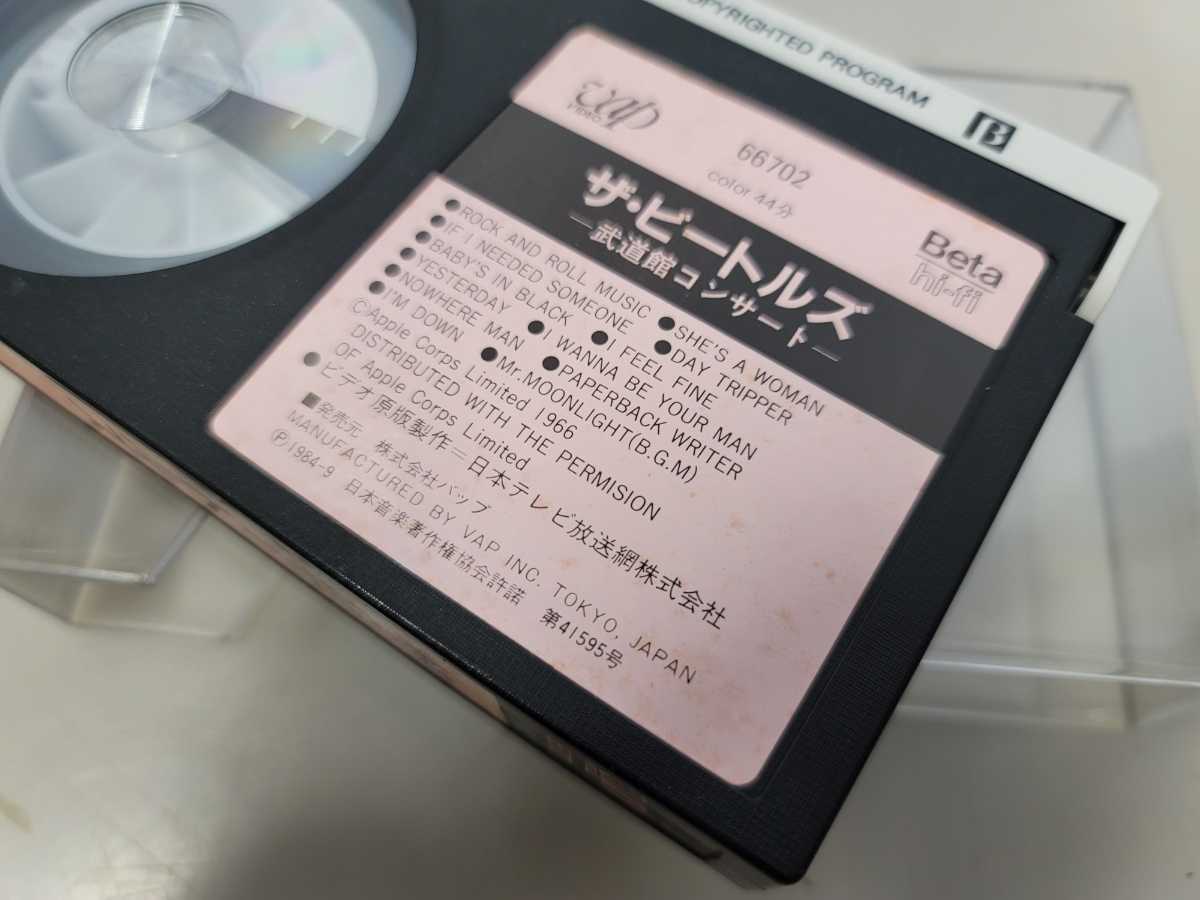 COPYRIGHTED PROGRAM
β
vap
VIDEO
66702
color 44分
Beta
hi-fi
ザ・ビートルズ
—武道館コンサート—
●ROCK AND ROLL MUSIC ●SHE'S A WOMAN
●IF I NEEDED SOMEONE ●DAY TRIPPER
●BABY'S IN BLACK ●I FEEL FINE
●YESTERDAY ●I WANNA BE YOUR MAN
●NOWHERE MAN ●PAPERBACK WRITER
●I'M DOWN ●Mr.MOONLIGHT(B.G.M)
©Apple Corps Limited 1966
DISTRIBUTED WITH THE PERMISION
OF Apple Corps Limited
●ビデオ原版製作=日本テレビ放送網株式会社
■発売元 株式会社バップ
MANUFACTURED BY VAP INC. TOKYO, JAPAN
Ⓟ1984-9 日本音楽著作権協会許諾 第41595号